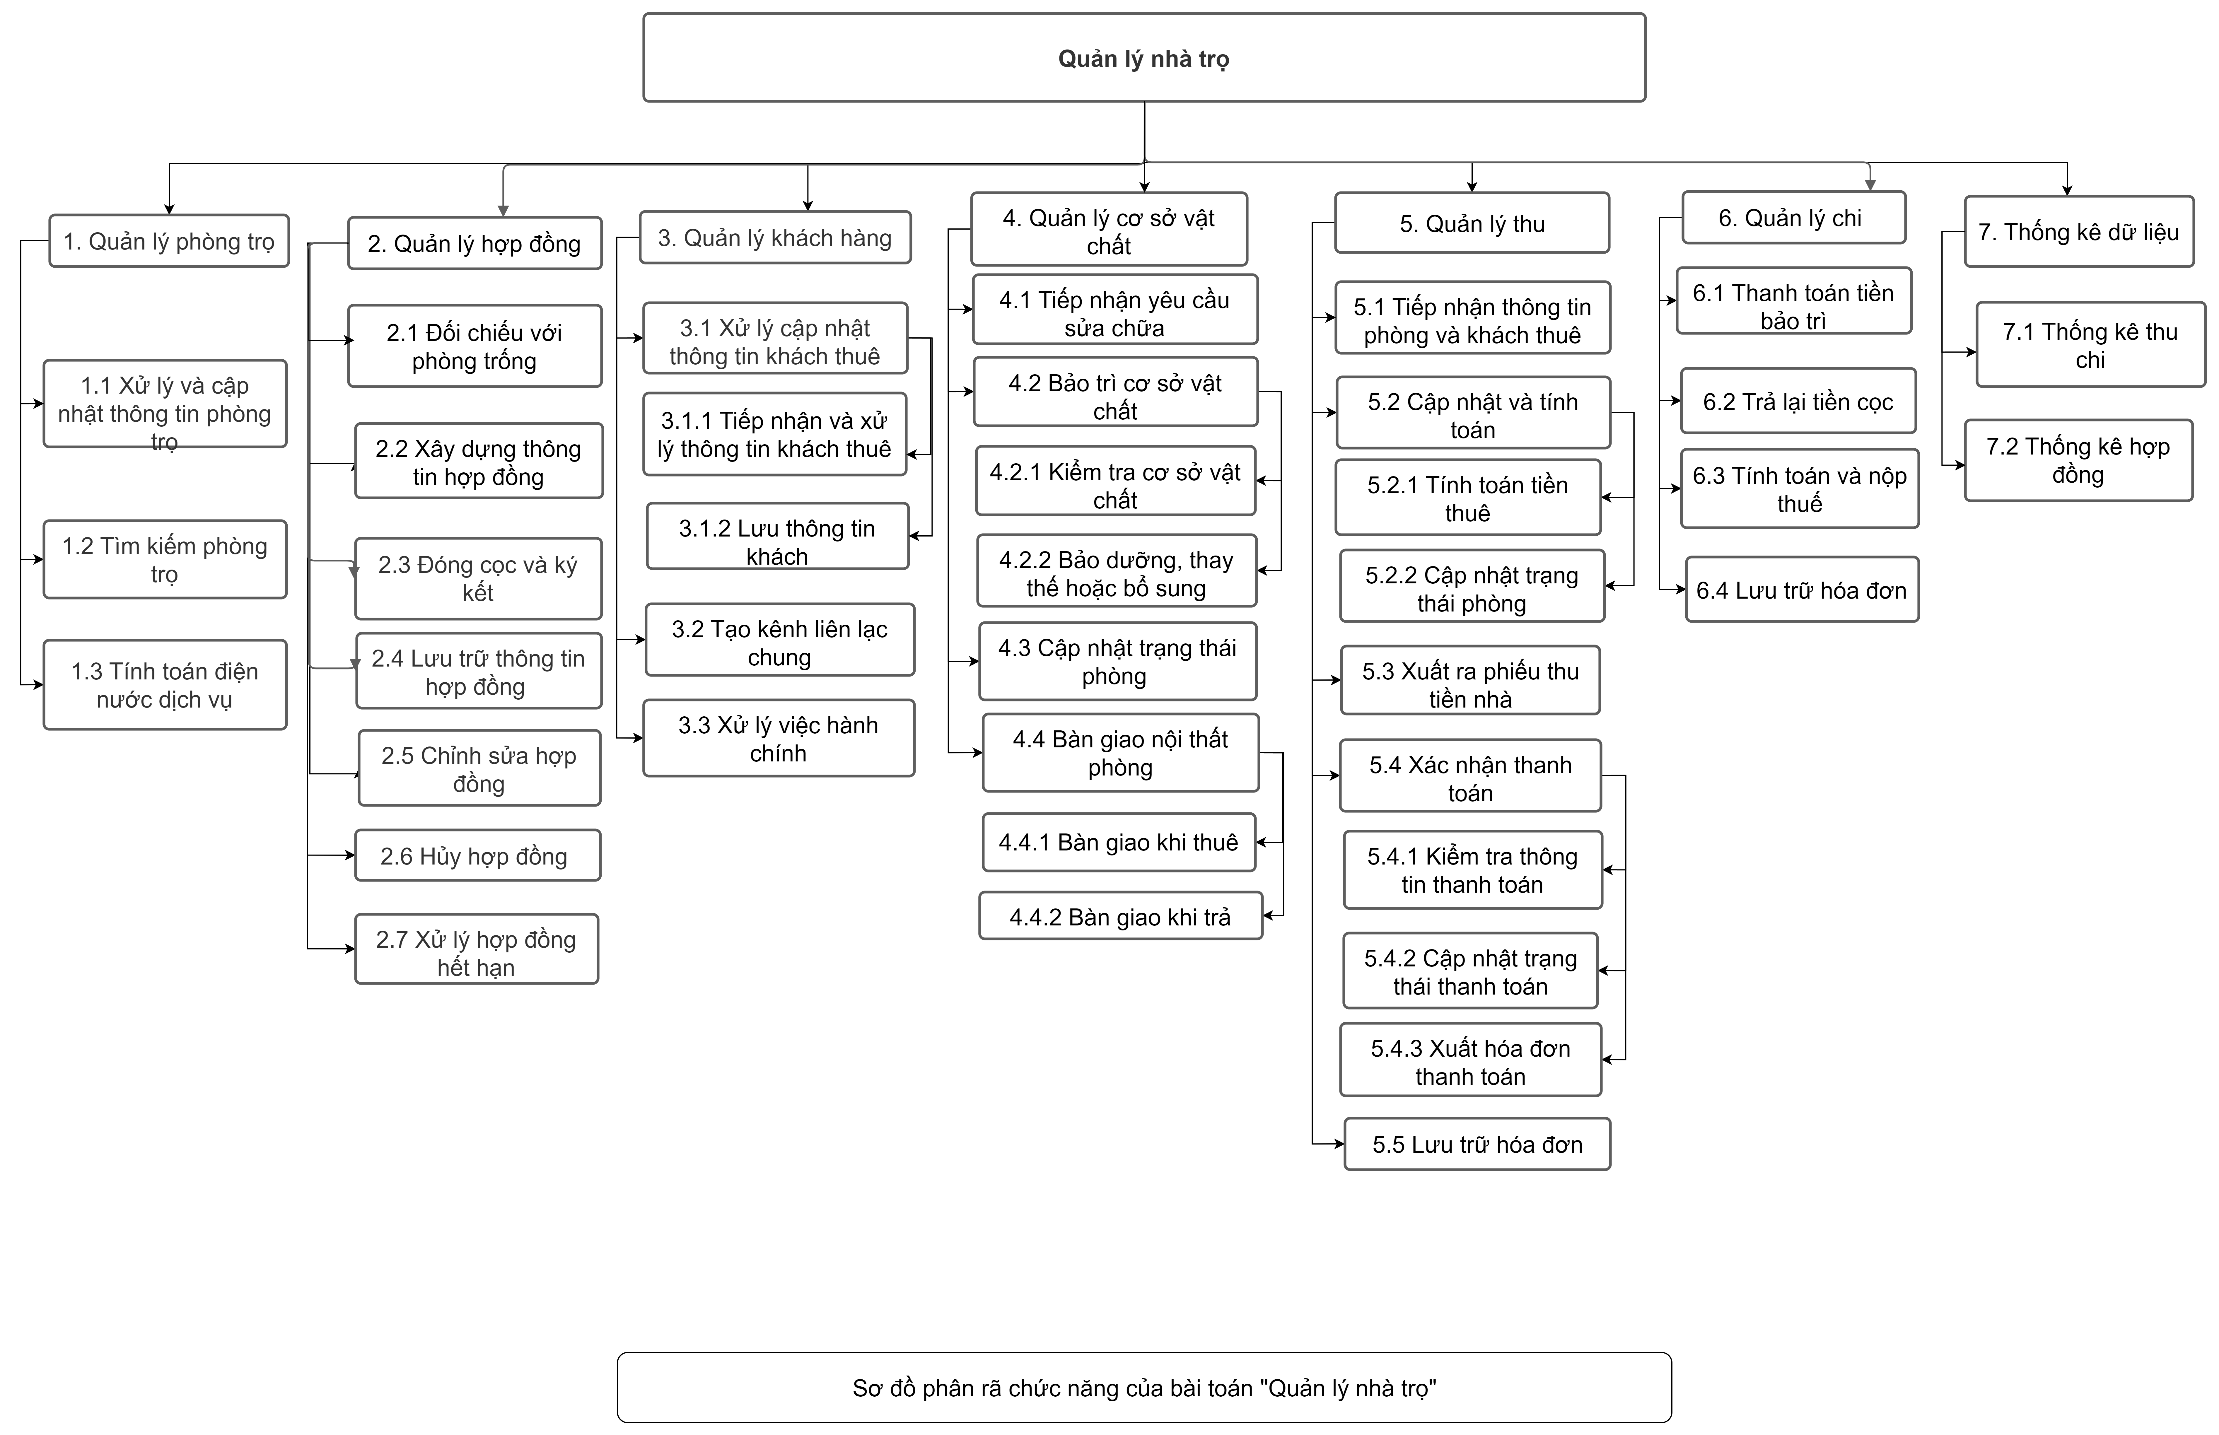 Quản lý nhà trọ
1. Quản lý phòng trọ
1.1 Xử lý và cập
nhật thông tin phòng
trọ
1.2 Tìm kiếm phòng
trọ
1.3 Tính toán điện
nước dịch vụ
2. Quản lý hợp đồng
2.1 Đối chiếu với
phòng trống
2.2 Xây dựng thông
tin hợp đồng
2.3 Đóng cọc và ký
kết
2.4 Lưu trữ thông tin
hợp đồng
2.5 Chỉnh sửa hợp
đồng
2.6 Hủy hợp đồng
2.7 Xử lý hợp đồng
hết hạn
3. Quản lý khách hàng
3.1 Xử lý cập nhật
thông tin khách thuê
3.1.1 Tiếp nhận và xử
lý thông tin khách thuê
3.1.2 Lưu thông tin
khách
3.2 Tạo kênh liên lạc
chung
3.3 Xử lý việc hành
chính
4. Quản lý cơ sở vật
chất
4.1 Tiếp nhận yêu cầu
sửa chữa
4.2 Bảo trì cơ sở vật
chất
4.2.1 Kiểm tra cơ sở vật
chất
4.2.2 Bảo dưỡng, thay
thế hoặc bổ sung
4.3 Cập nhật trạng thái
phòng
4.4 Bàn giao nội thất
phòng
4.4.1 Bàn giao khi thuê
4.4.2 Bàn giao khi trả
5. Quản lý thu
5.1 Tiếp nhận thông tin
phòng và khách thuê
5.2 Cập nhật và tính
toán
5.2.1 Tính toán tiền
thuê
5.2.2 Cập nhật trạng
thái phòng
5.3 Xuất ra phiếu thu
tiền nhà
5.4 Xác nhận thanh
toán
5.4.1 Kiểm tra thông
tin thanh toán
5.4.2 Cập nhật trạng
thái thanh toán
5.4.3 Xuất hóa đơn
thanh toán
5.5 Lưu trữ hóa đơn
6. Quản lý chi
6.1 Thanh toán tiền
bảo trì
6.2 Trả lại tiền cọc
6.3 Tính toán và nộp
thuế
6.4 Lưu trữ hóa đơn
7. Thống kê dữ liệu
7.1 Thống kê thu
chi
7.2 Thống kê hợp
đồng
Sơ đồ phân rã chức năng của bài toán "Quản lý nhà trọ"